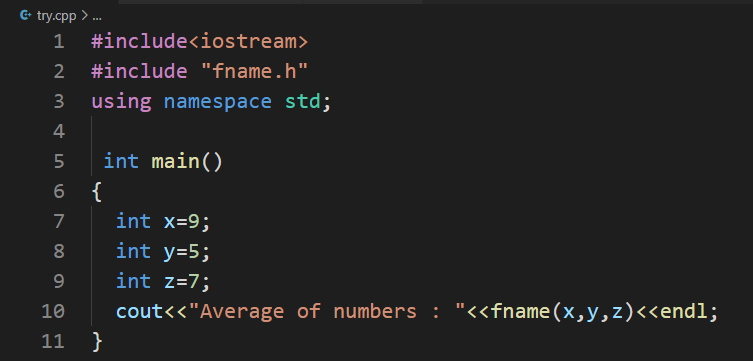 try.cpp > ...
1 #include<iostream>
2 #include "fname.h"
3 using namespace std;
4
5  int main()
6 {
7   int x=9;
8   int y=5;
9   int z=7;
10   cout<<"Average of numbers : "<<fname(x,y,z)<<endl;
11 }